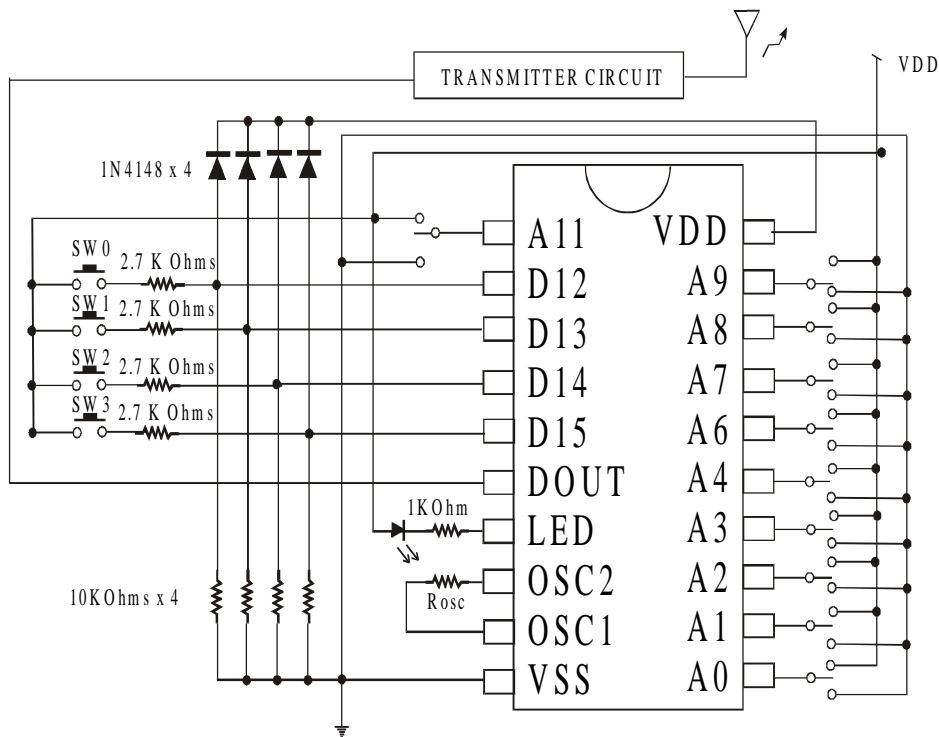 TRANSMITTER CIRCUIT
VDD
1N4148 x 4
SW0
2.7 K Ohms
SW1
2.7 K Ohms
SW2
2.7 K Ohms
SW3
2.7 K Ohms
10KOhms x 4
1KOhm
Rosc
A11
D12
D13
D14
D15
DOUT
LED
OSC2
OSC1
VSS
VDD
A9
A8
A7
A6
A4
A3
A2
A1
A0